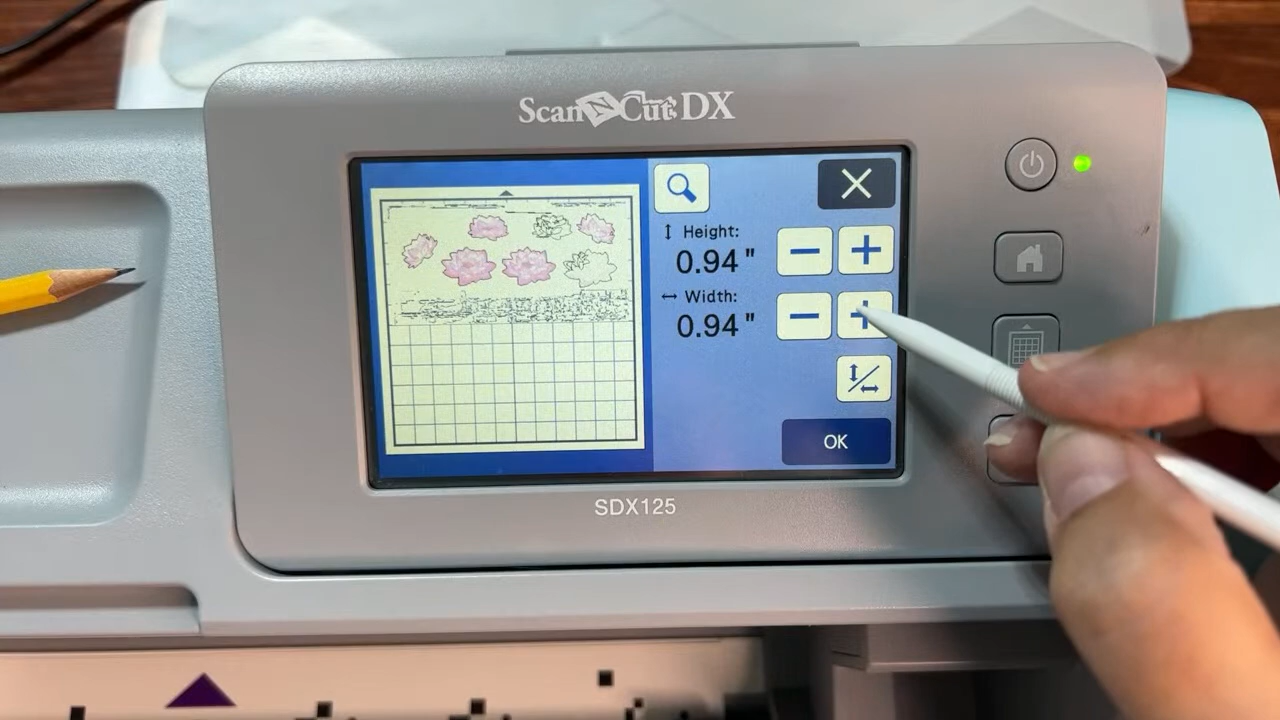 ScanNCut DX
Height:
0.94 "
Width:
0.94 "
OK
SDX125